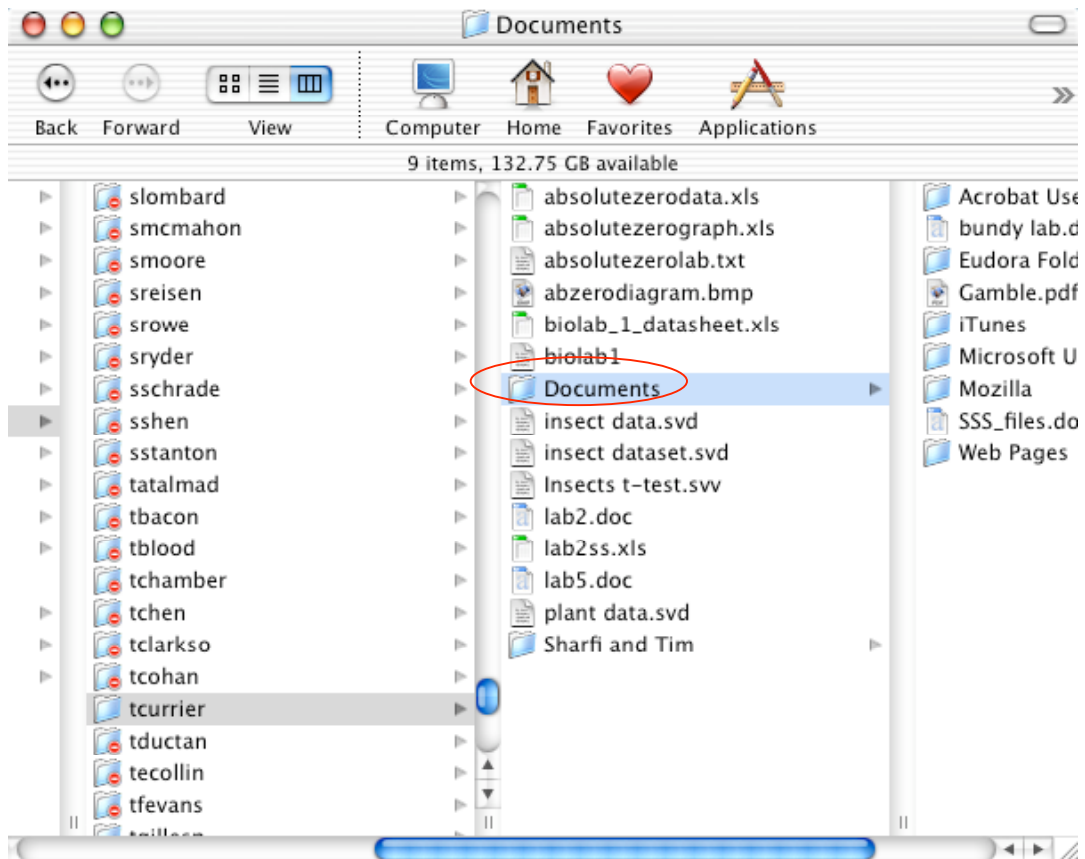 Documents
Back Forward View Computer Home Favorites Applications
9 items, 132.75 GB available
slombard
smcmahon
smoore
sreisen
srowe
sryder
sschrade
sshen
sstanton
tatalmad
tbacon
tblood
tchamber
tchen
tclarkso
tcohan
tcurrier
tductan
tecollin
tfevans
absolutezerodata.xls
absolutezerograph.xls
absolutezerolab.txt
abzerodiagram.bmp
biolab_1_datasheet.xls
biolab1
Documents
insect data.svd
insect dataset.svd
Insects t-test.svv
lab2.doc
lab2ss.xls
lab5.doc
plant data.svd
Sharfi and Tim
Acrobat Use
bundy lab.d
Eudora Fold
Gamble.pdf
iTunes
Microsoft U
Mozilla
SSS_files.do
Web Pages